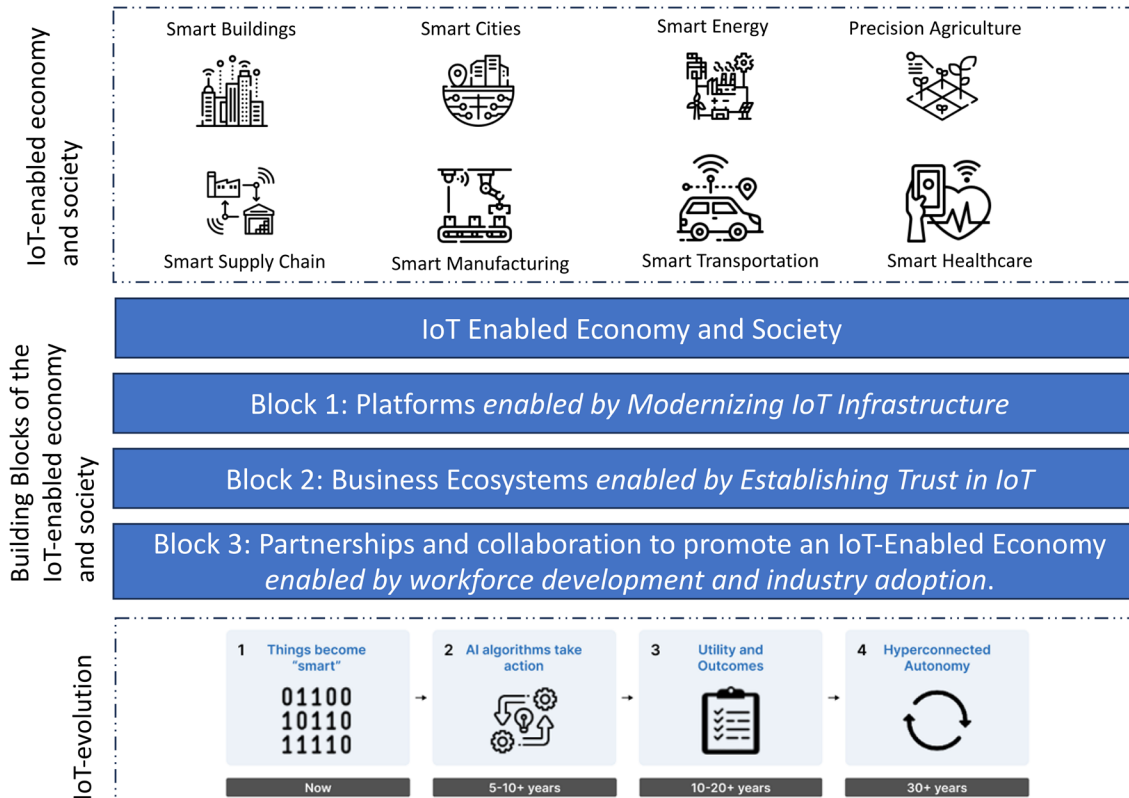 IoT-enabled economy
and society
Smart Buildings
Smart Cities
Smart Energy
Precision Agriculture
Smart Supply Chain
Smart Manufacturing
Smart Transportation
Smart Healthcare
Building Blocks of the
IoT-enabled economy
and society
IoT Enabled Economy and Society
Block 1: Platforms enabled by Modernizing IoT Infrastructure
Block 2: Business Ecosystems enabled by Establishing Trust in IoT
Block 3: Partnerships and collaboration to promote an IoT-Enabled Economy
enabled by workforce development and industry adoption.
IoT-evolution
1 Things become
"smart"
01100
10110
11110
Now
2 AI algorithms take
action
5-10+ years
3 Utility and
Outcomes
10-20+ years
4 Hyperconnected
Autonomy
30+ years